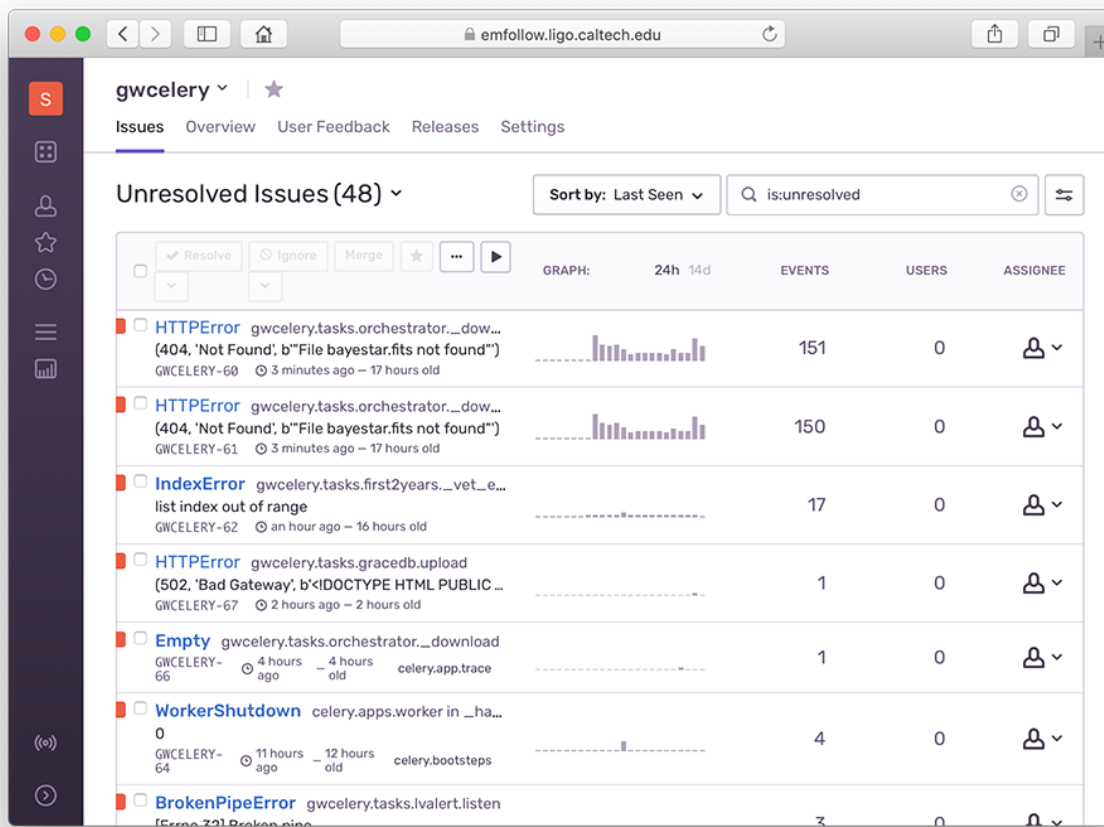 emfollow.ligo.caltech.edu
S
gwcelery
Issues Overview User Feedback Releases Settings
Unresolved Issues (48)
Sort by: Last Seen
is:unresolved
Resolve Ignore Merge
GRAPH: 24h 14d EVENTS USERS ASSIGNEE
HTTPError gwcelery.tasks.orchestrator._dow...
(404, 'Not Found', b'"File bayestar.fits not found"')
GWCELERY-60 3 minutes ago — 17 hours old
151 0
HTTPError gwcelery.tasks.orchestrator._dow...
(404, 'Not Found', b'"File bayestar.fits not found"')
GWCELERY-61 3 minutes ago — 17 hours old
150 0
IndexError gwcelery.tasks.first2years._vet_e...
list index out of range
GWCELERY-62 an hour ago — 16 hours old
17 0
HTTPError gwcelery.tasks.gracedb.upload
(502, 'Bad Gateway', b'<!DOCTYPE HTML PUBLIC ...
GWCELERY-67 2 hours ago — 2 hours old
1 0
Empty gwcelery.tasks.orchestrator._download
GWCELERY-66 4 hours ago — 4 hours old celery.app.trace
1 0
WorkerShutdown celery.apps.worker in _ha...
0
GWCELERY-64 11 hours ago — 12 hours old celery.bootsteps
4 0
BrokenPipeError gwcelery.tasks.lvalert.listen
[Errno 32] Broken pipe
3 0